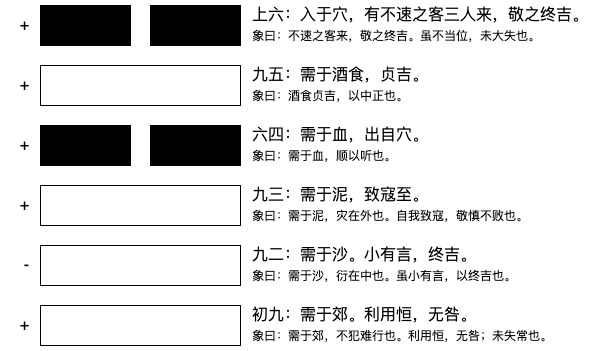 + 上六：入于穴，有不速之客三人来，敬之终吉。
象曰：不速之客来，敬之终吉。虽不当位，未大失也。
+ 九五：需于酒食，贞吉。
象曰：酒食贞吉，以中正也。
+ 六四：需于血，出自穴。
象曰：需于血，顺以听也。
+ 九三：需于泥，致寇至。
象曰：需于泥，灾在外也。自我致寇，敬慎不败也。
- 九二：需于沙。小有言，终吉。
象曰：需于沙，衍在中也。虽小有言，以终吉也。
+ 初九：需于郊。利用恒，无咎。
象曰：需于郊，不犯难行也。利用恒，无咎；未失常也。